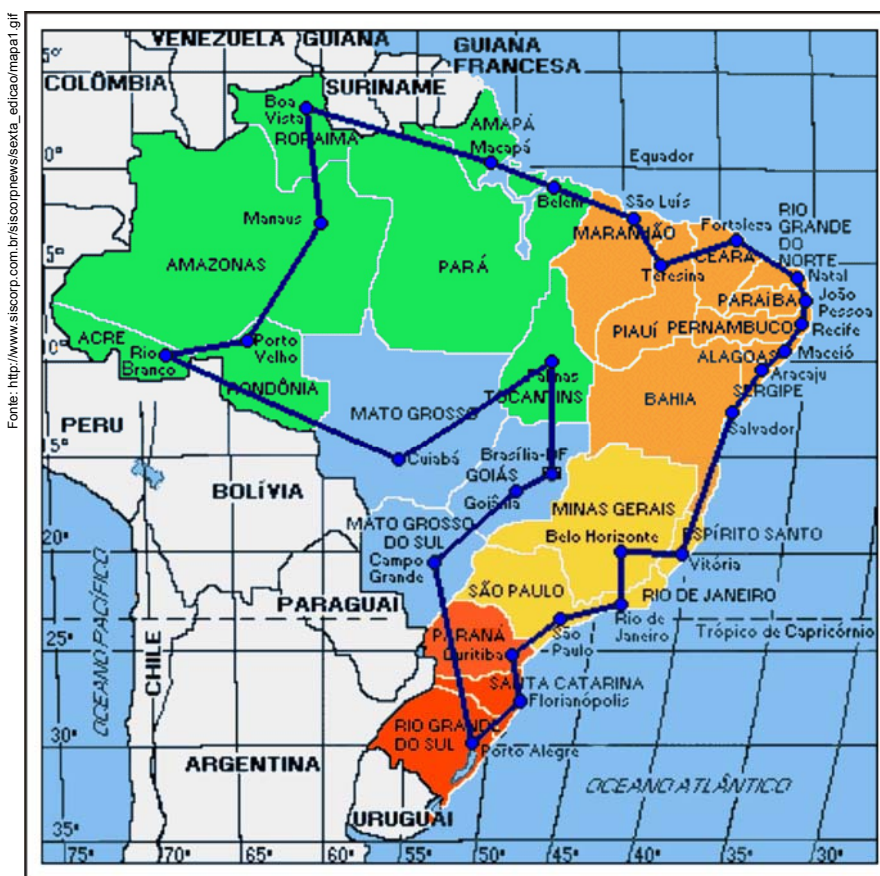 Fonte: http://www.siscorp.com.br/siscorpnews/sexta_edicao/mapa1.gif
VENEZUELA
GUIANA
GUIANA
FRANCESA
COLÔMBIA
SURINAME
5°
Boa
Vista
RORAIMA
AMAPÁ
Macapá
Equador
0°
Belém
São Luís
RIO
GRANDE
DO
NORTE
Manaus
MARANHÃO
Fortaleza
CEARÁ
AMAZONAS
PARÁ
Teresina
Natal
5°
PARAÍBA
João
Pessoa
ACRE
Rio
Branco
Porto
Velho
PIAUÍ
PERNAMBUCO
Recife
10°
RONDÔNIA
Palmas
TOCANTINS
ALAGOAS
Maceió
Aracaju
SERGIPE
MATO GROSSO
BAHIA
Salvador
PERU
15°
Cuiabá
Brasília-DF
GOIÁS
Goiânia
BOLÍVIA
MINAS GERAIS
MATO GROSSO
DO SUL
Belo Horizonte
ESPÍRITO SANTO
Vitória
20°
Campo
Grande
SÃO PAULO
RIO DE JANEIRO
PARAGUAI
Rio de
Janeiro
Trópico de Capricórnio
São
Paulo
OCEANO PACÍFICO
CHILE
25°
PARANÁ
Curitiba
SANTA CATARINA
Florianópolis
RIO GRANDE
DO SUL
Porto Alegre
30°
ARGENTINA
OCEANO ATLÂNTICO
URUGUAI
35°
75°
70°
65°
60°
55°
50°
45°
40°
35°
30°